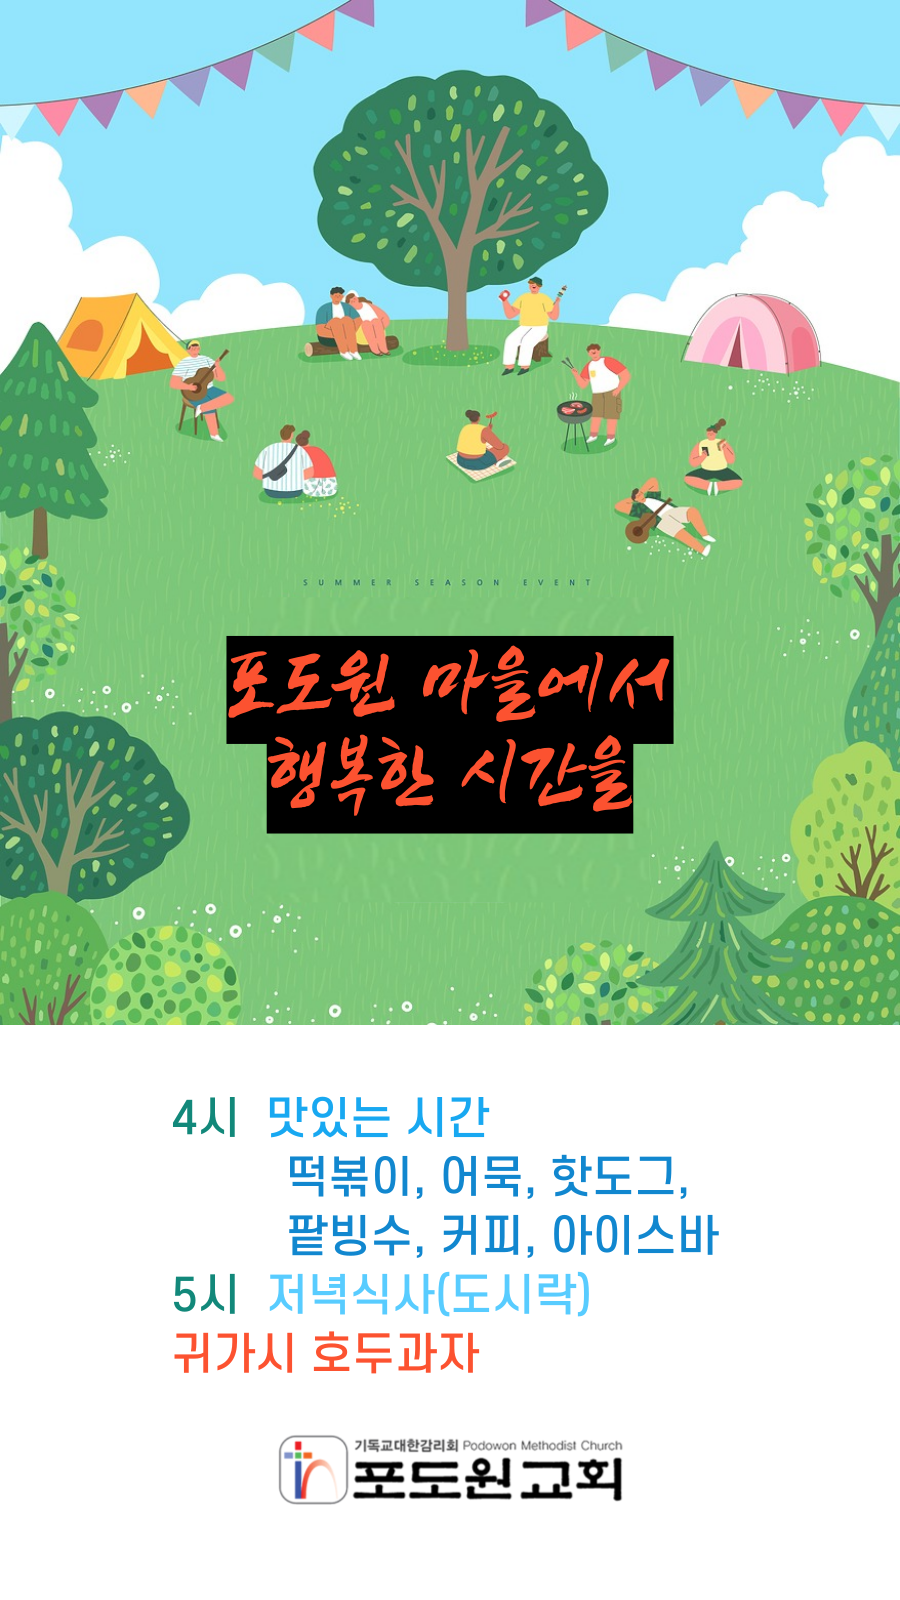 SUMMER SEASON EVENT
포도원 마을에서
행복한 시간을
4시 맛있는 시간
떡볶이, 어묵, 핫도그,
팥빙수, 커피, 아이스바
5시 저녁식사(도시락)
귀가시 호두과자
기독교대한감리회 Podowon Methodist Church
포도원교회